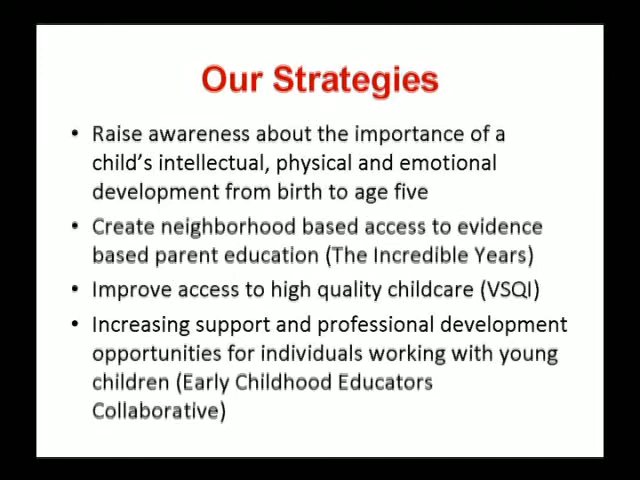 Our Strategies
• Raise awareness about the importance of a
child's intellectual, physical and emotional
development from birth to age five
• Create neighborhood based access to evidence
based parent education (The Incredible Years)
• Improve access to high quality childcare (VSQI)
• Increasing support and professional development
opportunities for individuals working with young
children (Early Childhood Educators
Collaborative)